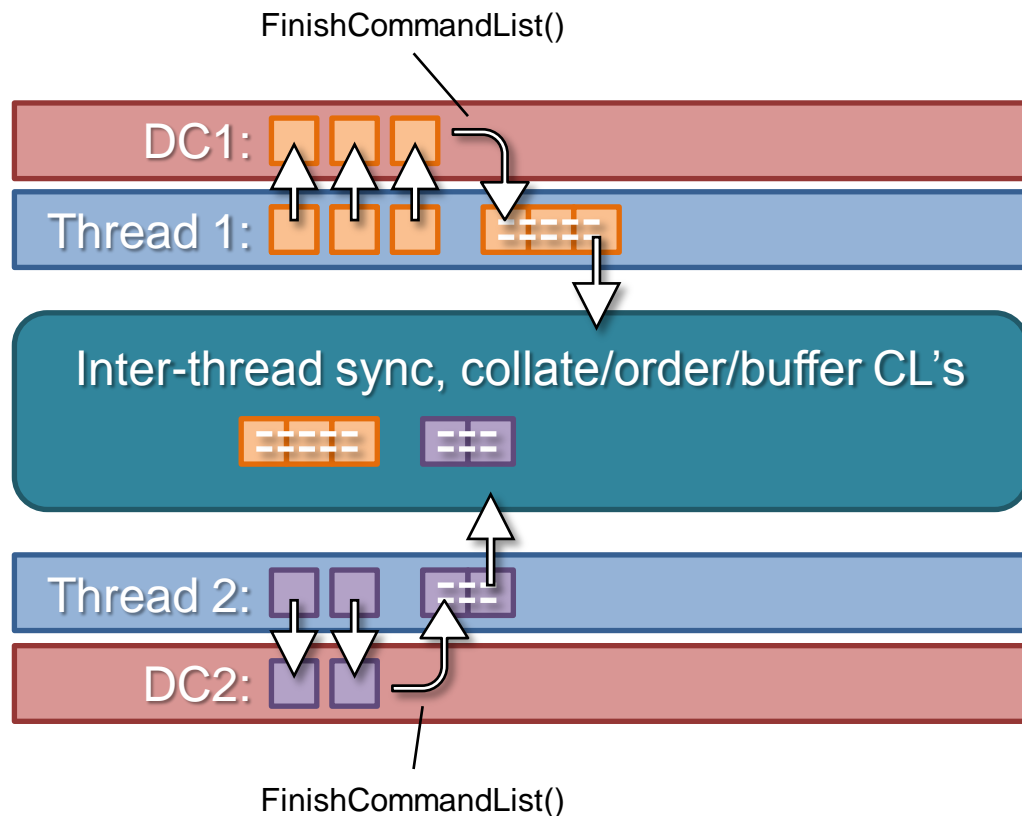 FinishCommandList()
DC1:
Thread 1:
Inter-thread sync, collate/order/buffer CL's
Thread 2:
DC2:
FinishCommandList()